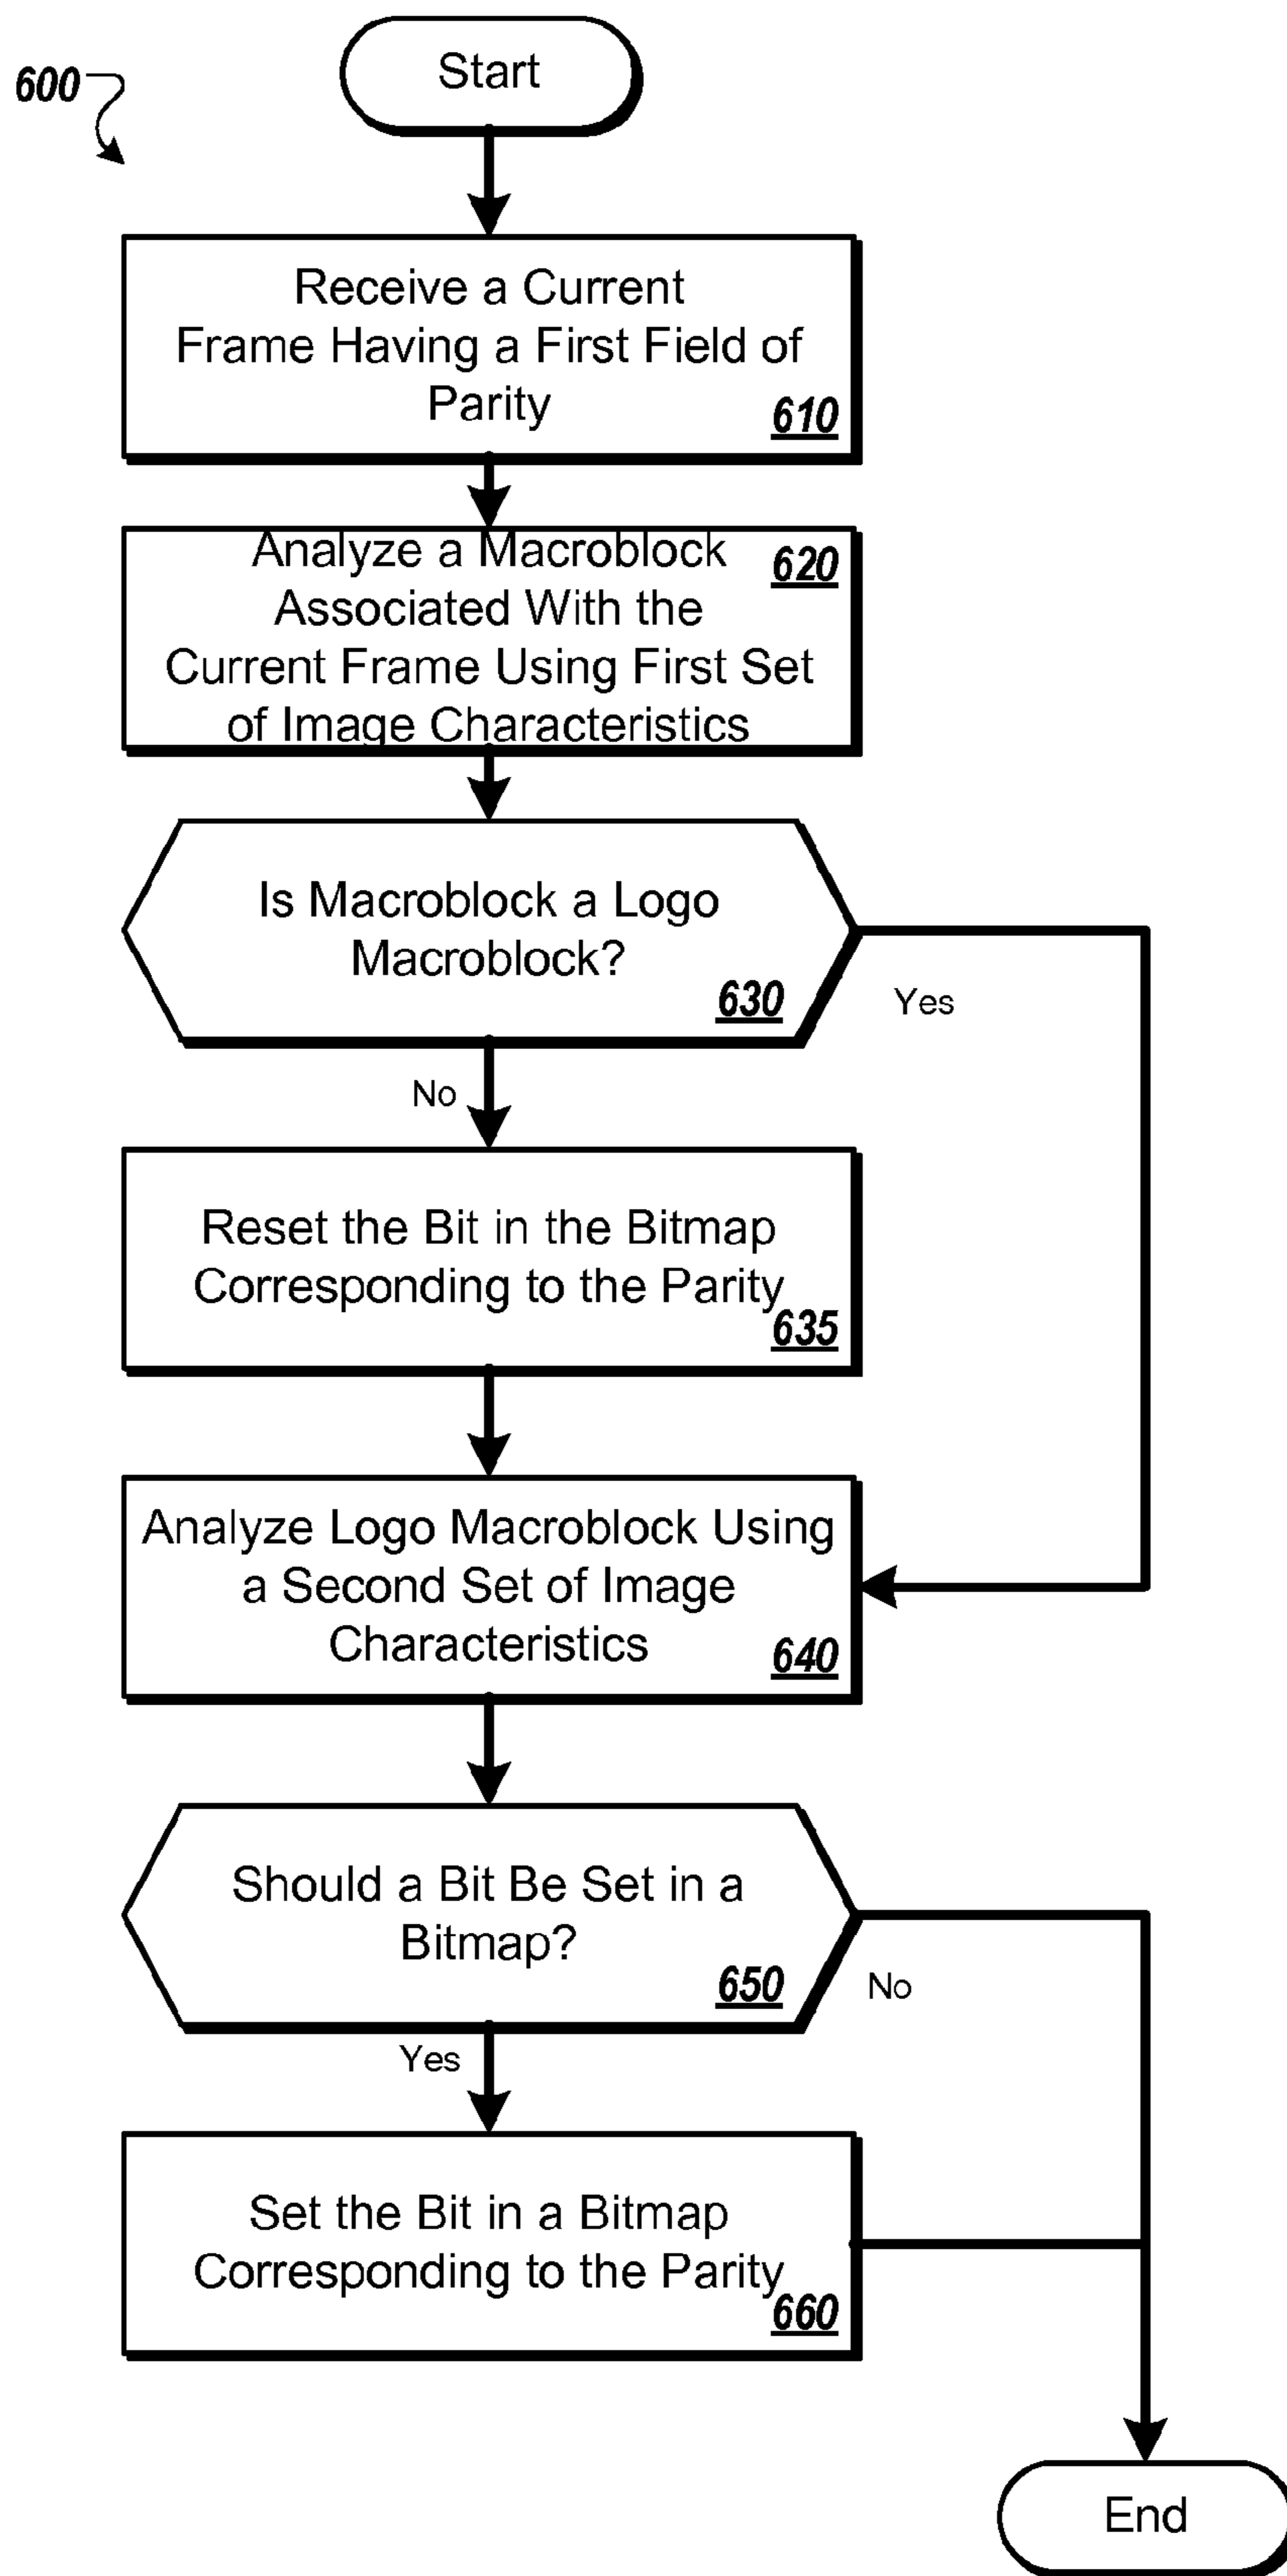 Start
600
Receive a Current
Frame Having a First Field of
Parity
610
Analyze a Macroblock
620
Associated With the
Current Frame Using First Set
of Image Characteristics
Is Macroblock a Logo
Macroblock?
630
Yes
No
Reset the Bit in the Bitmap
Corresponding to the Parity
635
Analyze Logo Macroblock Using
a Second Set of Image
Characteristics
640
Should a Bit Be Set in a
Bitmap?
650
No
Yes
Set the Bit in a Bitmap
Corresponding to the Parity
660
End